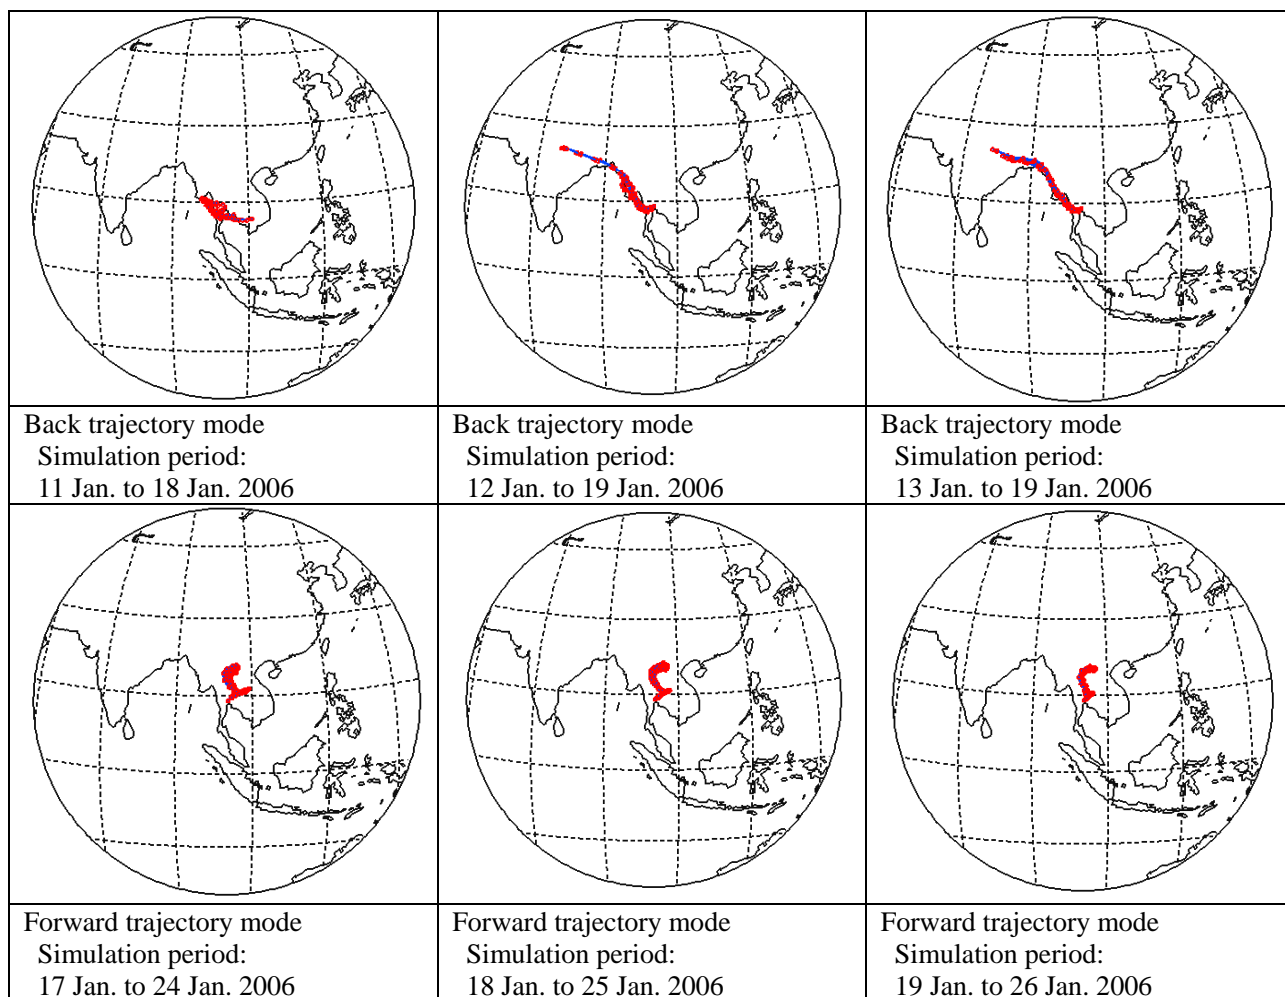 Back trajectory mode
Simulation period:
11 Jan. to 18 Jan. 2006
Back trajectory mode
Simulation period:
12 Jan. to 19 Jan. 2006
Back trajectory mode
Simulation period:
13 Jan. to 19 Jan. 2006
Forward trajectory mode
Simulation period:
17 Jan. to 24 Jan. 2006
Forward trajectory mode
Simulation period:
18 Jan. to 25 Jan. 2006
Forward trajectory mode
Simulation period:
19 Jan. to 26 Jan. 2006